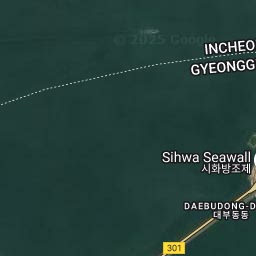 © 2025 Google
INCHEO
GYEONGG
Sihwa Seawall
시화방조제
DAEBUDONG-D
대부동동
301